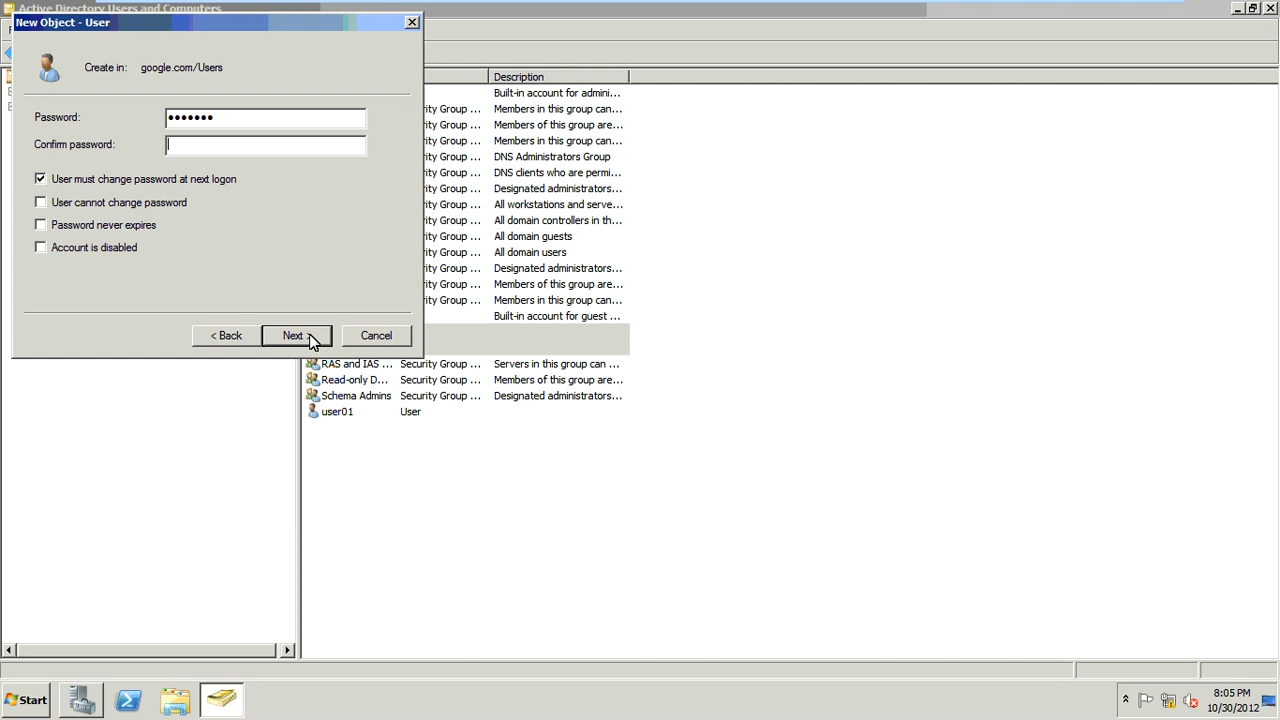 Active Directory Users and Computers
New Object - User
Create in: google.com/Users
Password: •••••••
Confirm password:
User must change password at next logon
User cannot change password
Password never expires
Account is disabled
< Back
Next >
Cancel
Description
Built-in account for admini...
rity Group ... Members in this group can...
rity Group ... Members of this group are...
rity Group ... Members in this group can...
rity Group ... DNS Administrators Group
rity Group ... DNS clients who are permi...
rity Group ... Designated administrators...
rity Group ... All workstations and serve...
rity Group ... All domain controllers in th...
rity Group ... All domain guests
rity Group ... All domain users
rity Group ... Designated administrators...
rity Group ... Members of this group are...
rity Group ... Members in this group can...
Built-in account for guest ...
RAS and IAS ... Security Group ... Servers in this group can ...
Read-only D... Security Group ... Members of this group are...
Schema Admins Security Group ... Designated administrators...
user01 User
Start
8:05 PM
10/30/2012